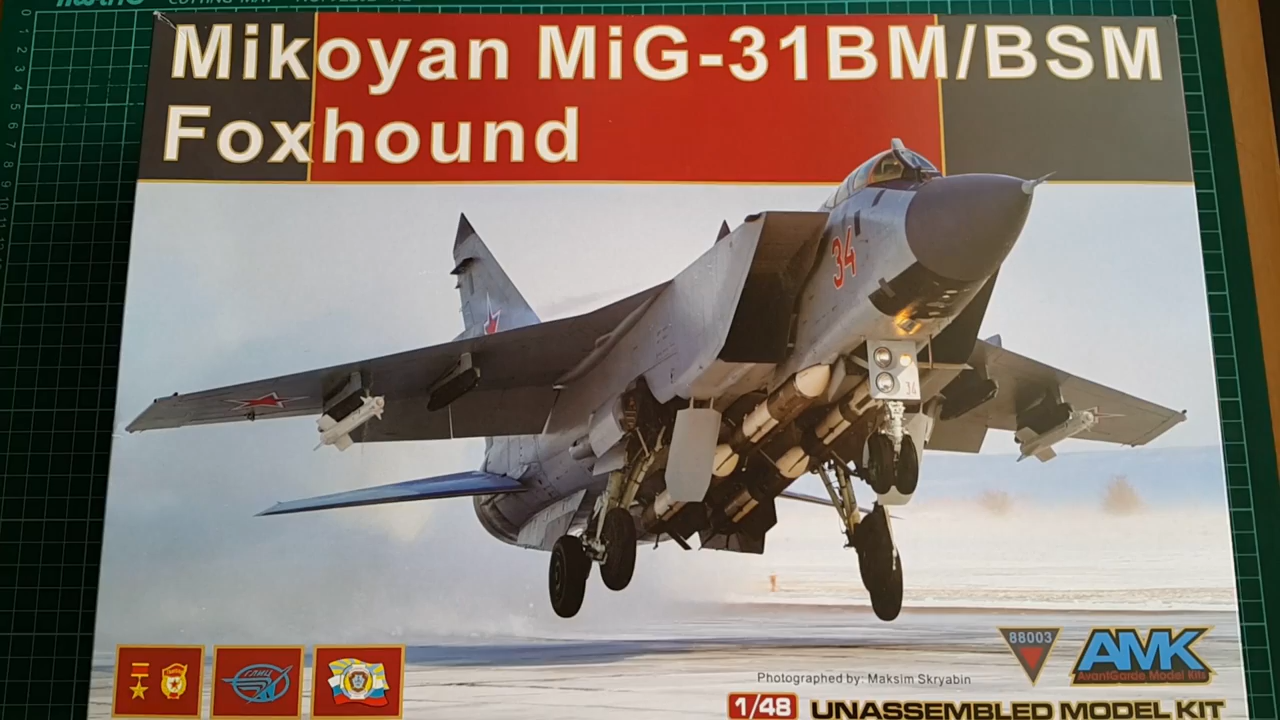 Mikoyan MiG-31BM/BSM
Foxhound
34
34
88003
AMK
AvantGarde Model Kits
Photographed by: Maksim Skryabin
1/48 UNASSEMBLED MODEL KIT